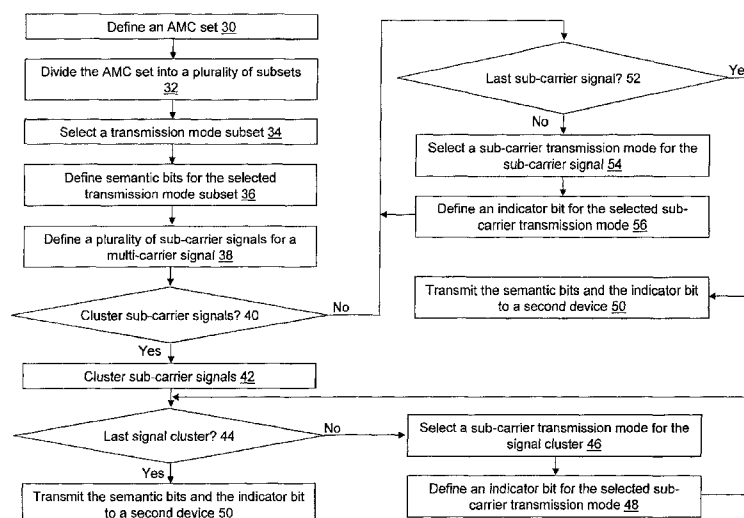 Define an AMC set 30
Divide the AMC set into a plurality of subsets
32
Select a transmission mode subset 34
Define semantic bits for the selected
transmission mode subset 36
Define a plurality of sub-carrier signals for a
multi-carrier signal 38
Cluster sub-carrier signals? 40
No
Yes
Cluster sub-carrier signals 42
Last signal cluster? 44
No
Yes
Transmit the semantic bits and the indicator bit
to a second device 50
Last sub-carrier signal? 52
Yes
No
Select a sub-carrier transmission mode for the
sub-carrier signal 54
Define an indicator bit for the selected sub-
carrier transmission mode 56
Transmit the semantic bits and the indicator bit
to a second device 50
Select a sub-carrier transmission mode for the
signal cluster 46
Define an indicator bit for the selected sub-
carrier transmission mode 48